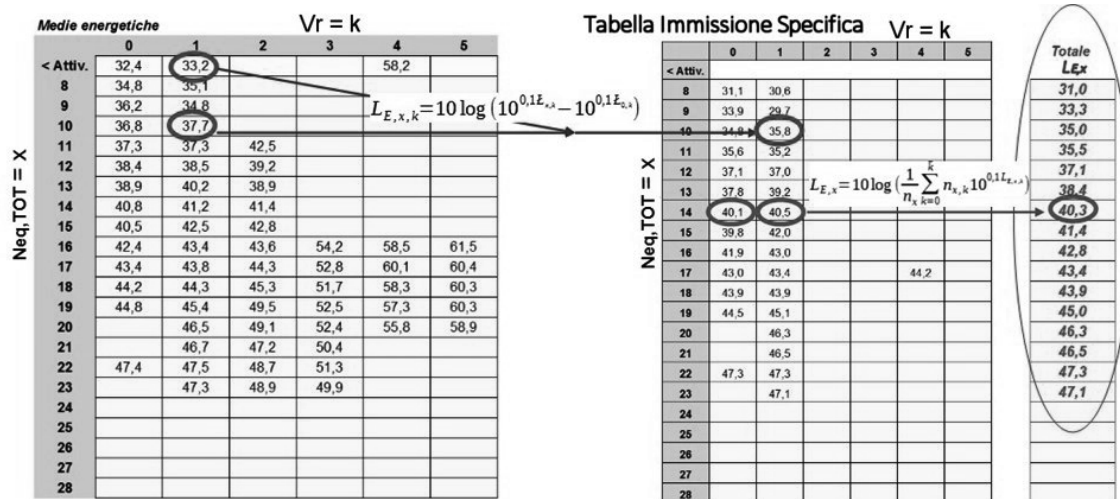 Medie energetiche Vr = k
0 1 2 3 4 5
< Attiv. 32,4 33,2 58,2
8 34,8 35,1
9 36,2 34,8
10 36,8 37,7
11 37,3 37,3 42,5
12 38,4 38,5 39,2
13 38,9 40,2 38,9
14 40,8 41,2 41,4
15 40,5 42,5 42,8
16 42,4 43,4 43,6 54,2 58,5 61,5
17 43,4 43,8 44,3 52,8 60,1 60,4
18 44,2 44,3 45,3 51,7 58,3 60,3
19 44,8 45,4 49,5 52,5 57,3 60,3
20 46,5 49,1 52,4 55,8 58,9
21 46,7 47,2 50,4
22 47,4 47,5 48,7 51,3
23 47,3 48,9 49,9
24
25
26
27
28
Neq,TOT = X
L_{E,x,k} = 10 log (10^{0,1 L_{x,k}} − 10^{0,1 L_{0,k}})
Tabella Immissione Specifica Vr = k
0 1 2 3 4 5
< Attiv.
8 31,1 30,6
9 33,9 29,7
10 34,8 35,8
11 35,6 35,2
12 37,1 37,0
13 37,8 39,2
14 40,1 40,5
15 39,8 42,0
16 41,9 43,0
17 43,0 43,4 44,2
18 43,9 43,9
19 44,5 45,1
20 46,3
21 46,5
22 47,3 47,3
23 47,1
24
25
26
27
28
Neq,TOT = X
L_{E,x} = 10 log (1/n_x ∑_{k=0}^{k} n_{x,k} 10^{0,1 L_{E,x,k}})
Totale
LE,x
31,0
33,3
35,0
35,5
37,1
38,4
40,3
41,4
42,8
43,4
43,9
45,0
46,3
46,5
47,3
47,1